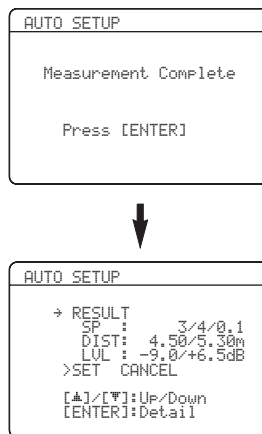 AUTO SETUP
Measurement Complete
Press [ENTER]
AUTO SETUP
→ RESULT
SP : 3/4/0.1
DIST: 4.50/5.30m
LVL : -9.0/+6.5dB
>SET CANCEL
[▲]/[▼]:Up/Down
[ENTER]:Detail